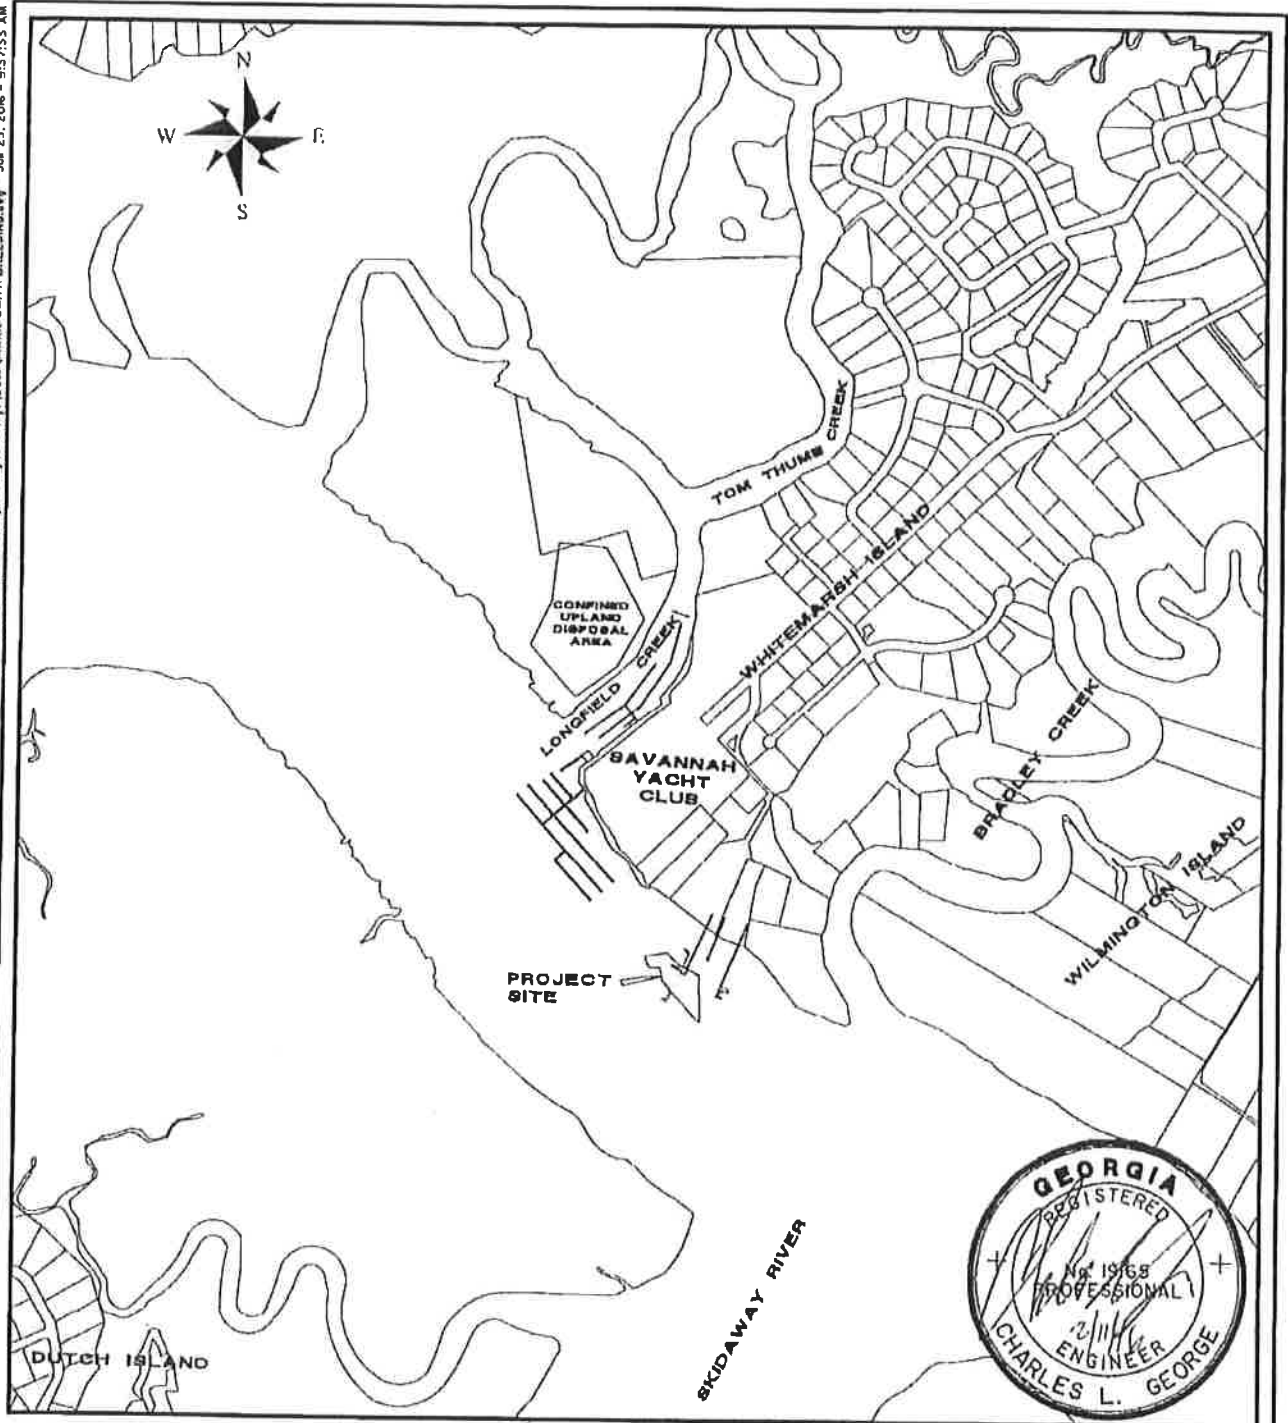 N
W
E
S
TOM THUMB CREEK
WHITEMARSH ISLAND
CONFINED
UPLAND
DISPOSAL
AREA
LONGFIELD CREEK
SAVANNAH
YACHT
CLUB
BRADLEY CREEK
WILMINGTON ISLAND
PROJECT
SITE
SKIDAWAY RIVER
DUTCH ISLAND
GEORGIA
REGISTERED
No. 19165
PROFESSIONAL
ENGINEER
CHARLES L. GEORGE